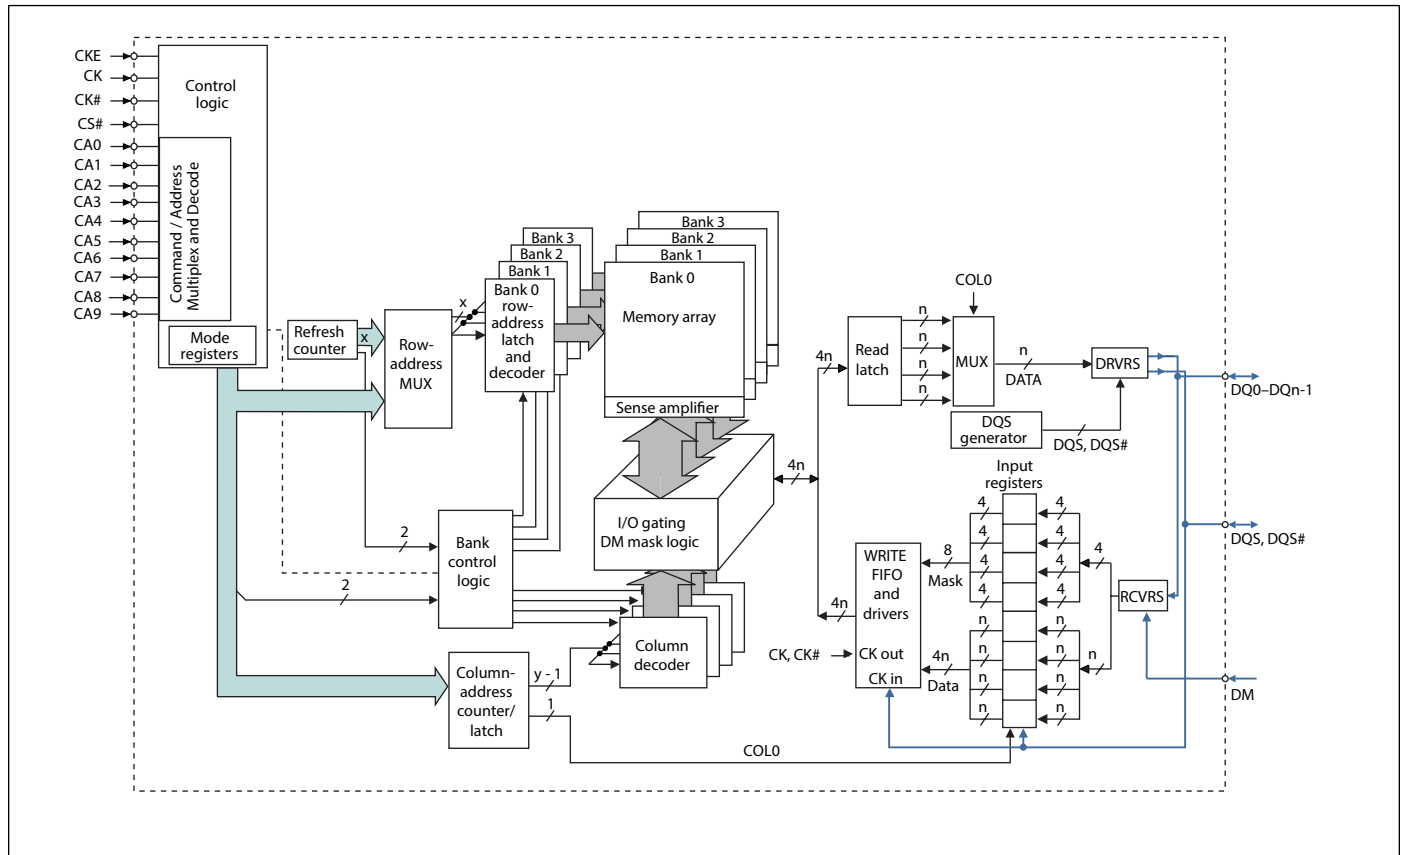 CKE
CK
CK#
CS#
CA0
CA1
CA2
CA3
CA4
CA5
CA6
CA7
CA8
CA9
Control
logic
Command / Address
Multiplex and Decode
Mode
registers
Refresh
counter
x
Row-
address
MUX
x
Bank 3
Bank 2
Bank 1
Bank 0
row-
address
latch
and
decoder
Bank 3
Bank 2
Bank 1
Bank 0
Memory array
Sense amplifier
2
2
Bank
control
logic
I/O gating
DM mask logic
Column
decoder
Column-
address
counter/
latch
y - 1
1
COL0
4n
4n
Read
latch
n
n
n
n
COL0
MUX
n
DATA
DRVRS
DQS
generator
DQS, DQS#
DQ0–DQn-1
Input
registers
4
4
4
4
4
4
4
4
4
n
n
n
n
n
n
n
n
n
8
Mask
4n
Data
WRITE
FIFO
and
drivers
CK out
CK in
4n
CK, CK#
RCVRS
DQS, DQS#
DM